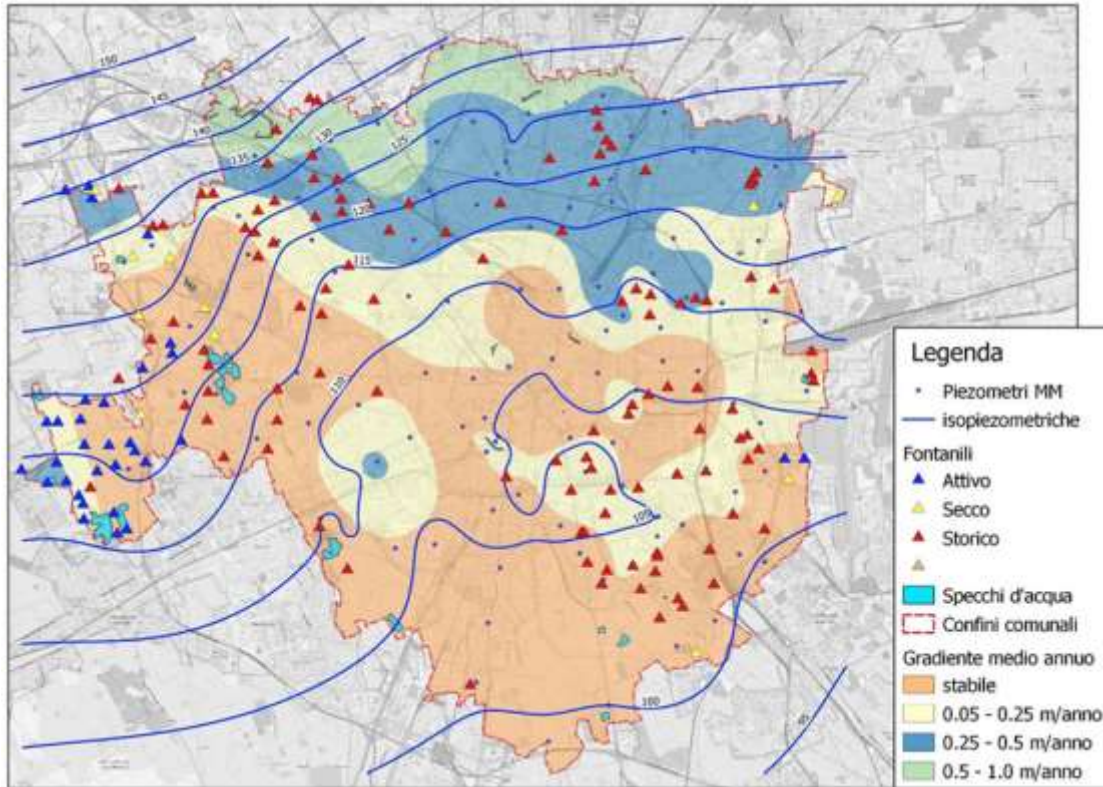 150
145
140
135
130
125
120
115
110
105
100
95
Legenda
Piezometri MM
isopiezometriche
Fontanili
Attivo
Secco
Storico
Specchi d'acqua
Confini comunali
Gradiente medio annuo
stabile
0.05 - 0.25 m/anno
0.25 - 0.5 m/anno
0.5 - 1.0 m/anno